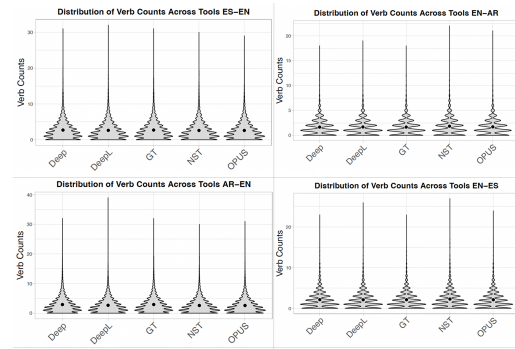 Distribution of Verb Counts Across Tools ES−EN
Verb Counts
30
20
10
0
Deep
DeepL
GT
NST
OPUS
Distribution of Verb Counts Across Tools EN−AR
Verb Counts
20
15
10
5
0
Deep
DeepL
GT
NST
OPUS
Distribution of Verb Counts Across Tools AR−EN
Verb Counts
40
30
20
10
0
Deep
DeepL
GT
NST
OPUS
Distribution of Verb Counts Across Tools EN−ES
Verb Counts
20
10
0
Deep
DeepL
GT
NST
OPUS